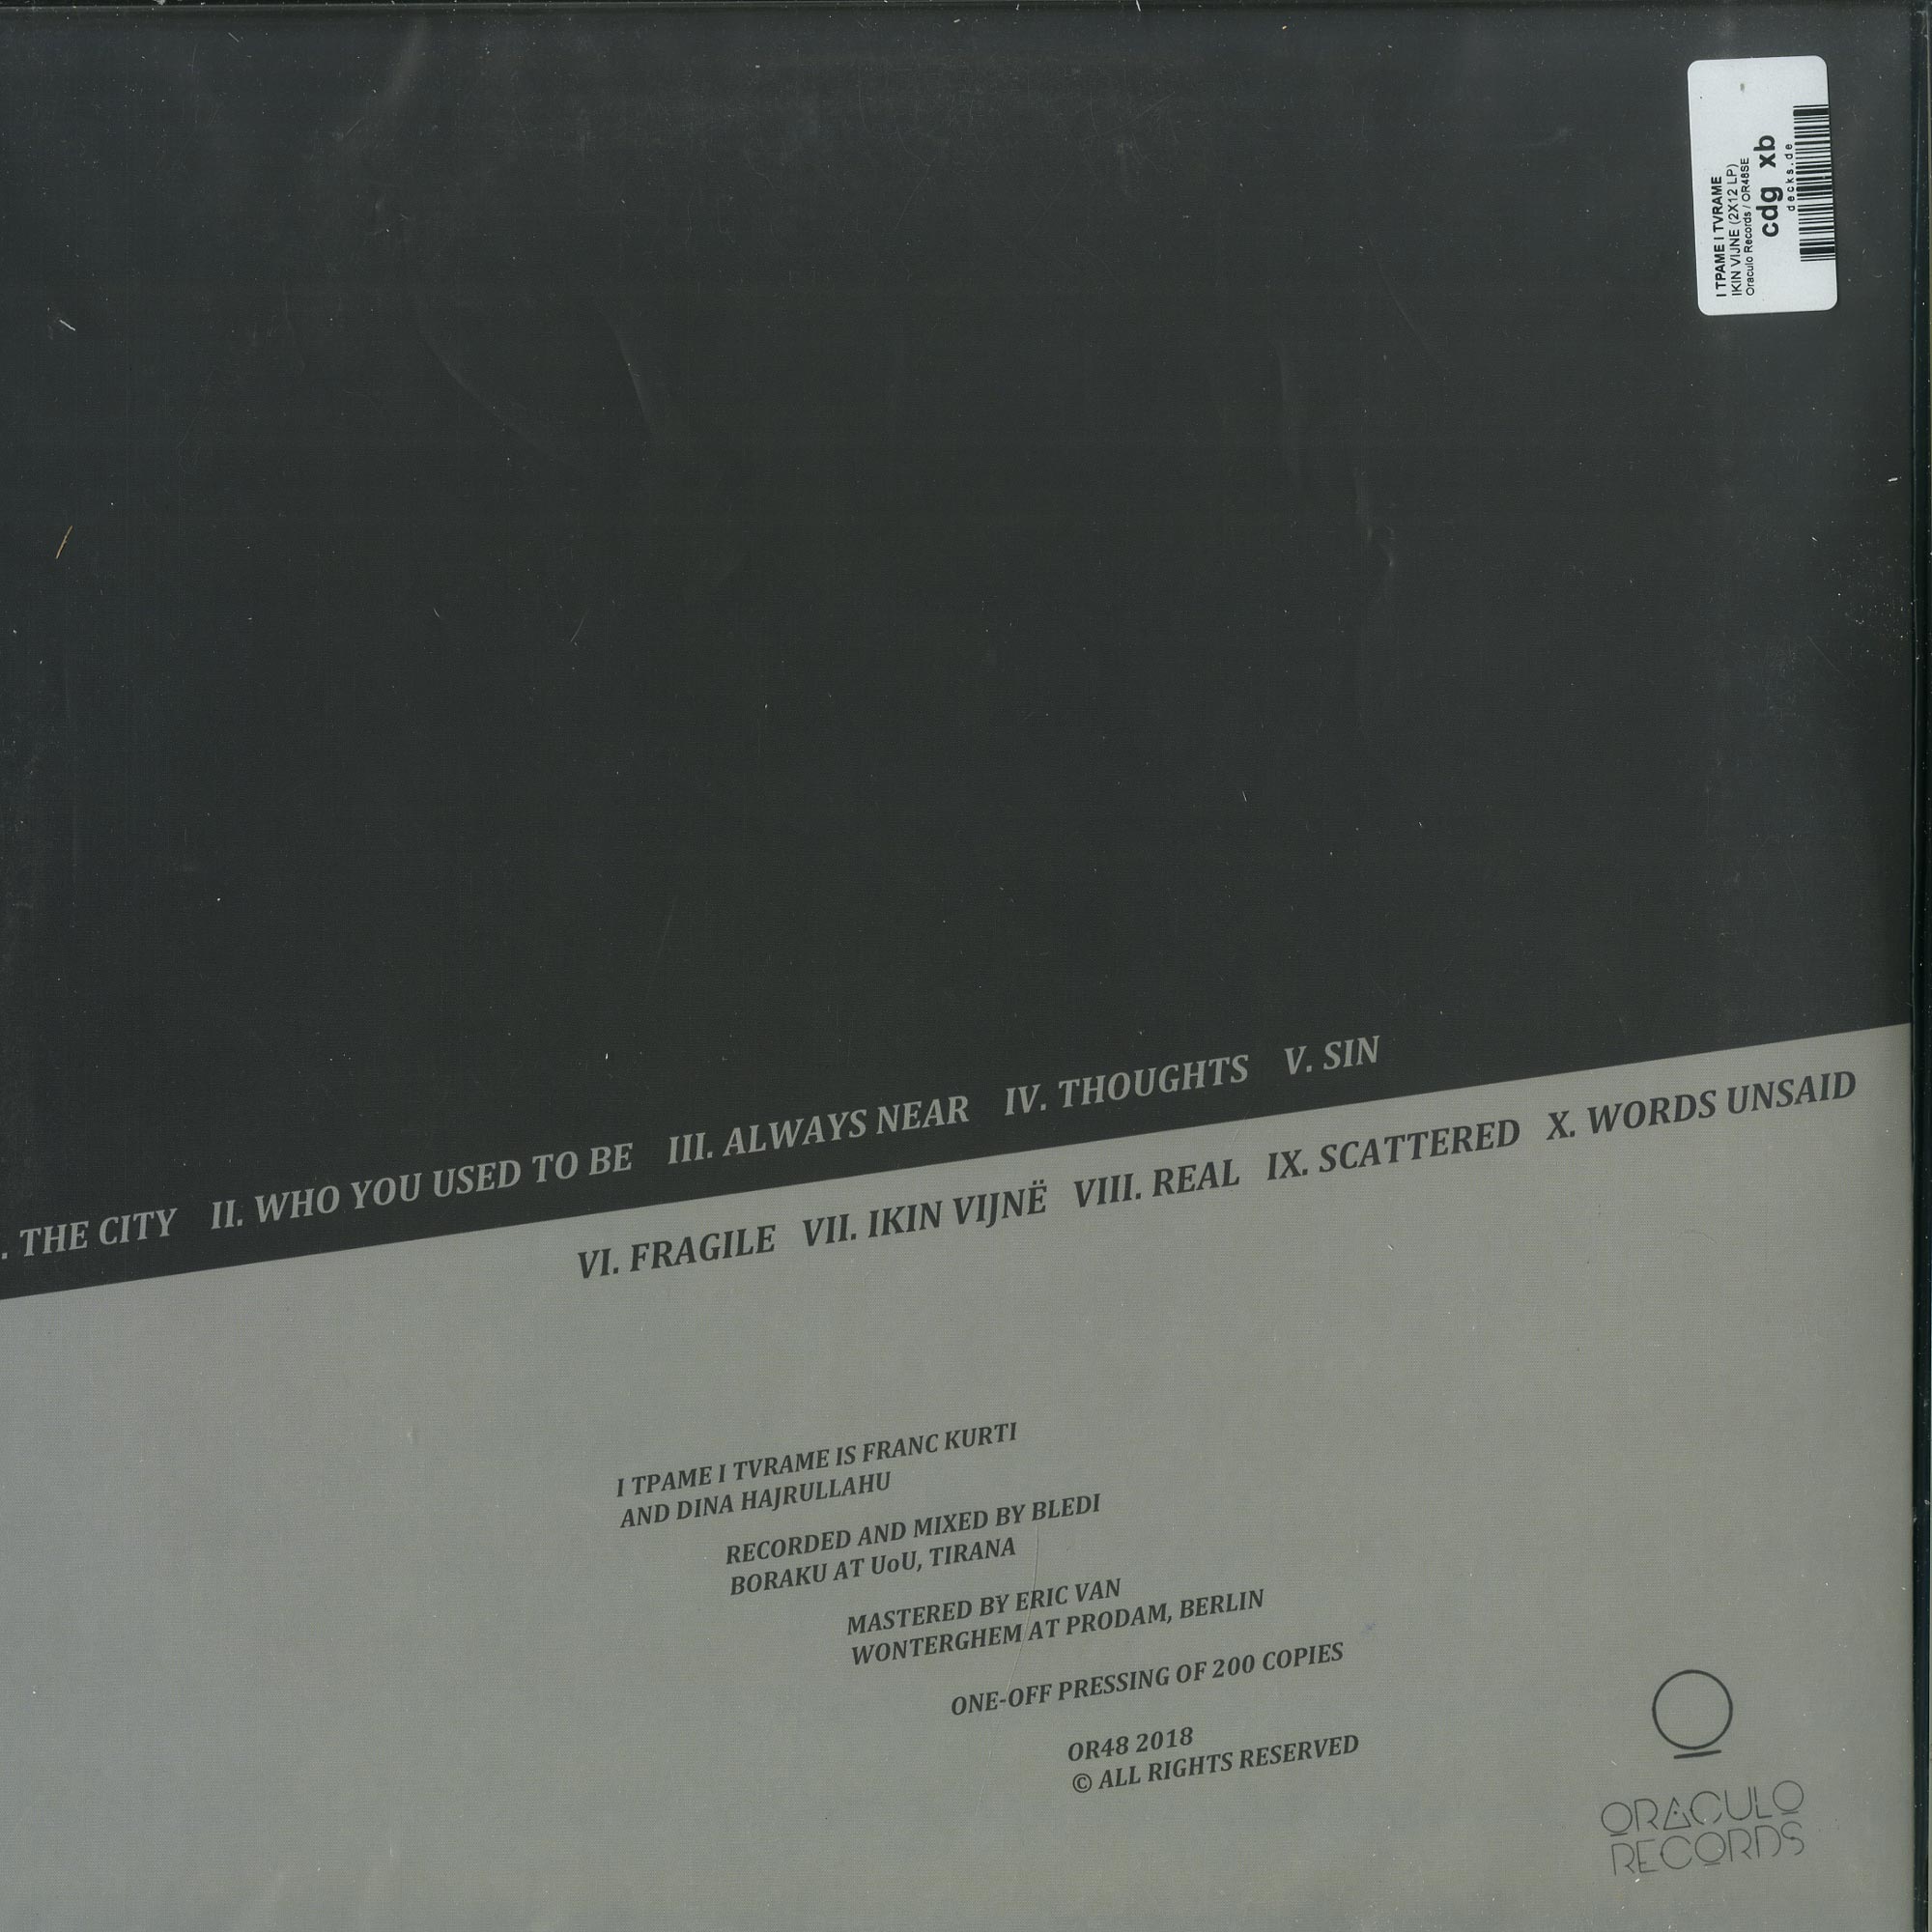 I TPAME I TVRAME
IKIN VIJNE (2X12 LP)
Oraculo Records / OR48SE
cdg xb
decks.de
. THE CITY II. WHO YOU USED TO BE III. ALWAYS NEAR IV. THOUGHTS V. SIN
VI. FRAGILE VII. IKIN VIJNË VIII. REAL IX. SCATTERED X. WORDS UNSAID
I TPAME I TVRAME IS FRANC KURTI
AND DINA HAJRULLAHU
RECORDED AND MIXED BY BLEDI
BORAKU AT UoU, TIRANA
MASTERED BY ERIC VAN
WONTERGHEM AT PRODAM, BERLIN
ONE-OFF PRESSING OF 200 COPIES
OR48 2018
© ALL RIGHTS RESERVED
ORACULO
RECORDS